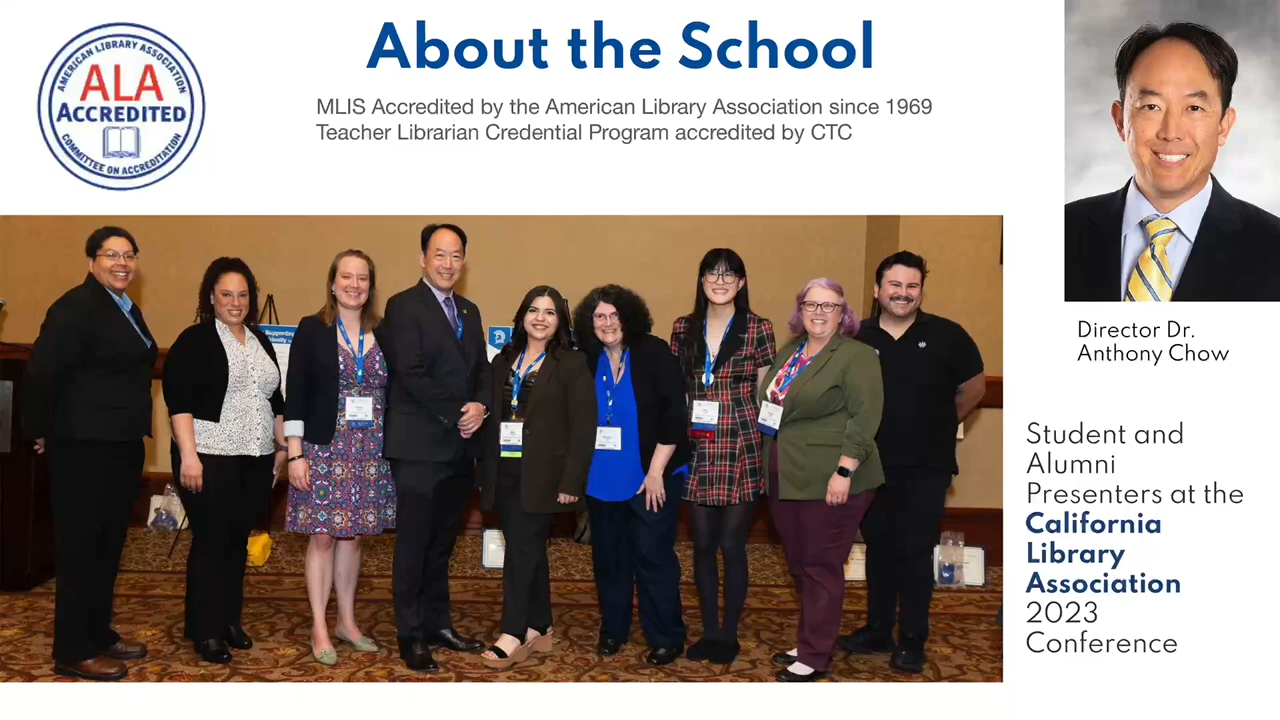 About the School
AMERICAN LIBRARY ASSOCIATION
ALA
ACCREDITED
COMMITTEE ON ACCREDITATION
MLIS Accredited by the American Library Association since 1969
Teacher Librarian Credential Program accredited by CTC
Director Dr.
Anthony Chow
Supporting
Student and
Alumni
Presenters at the
California
Library
Association
2023
Conference